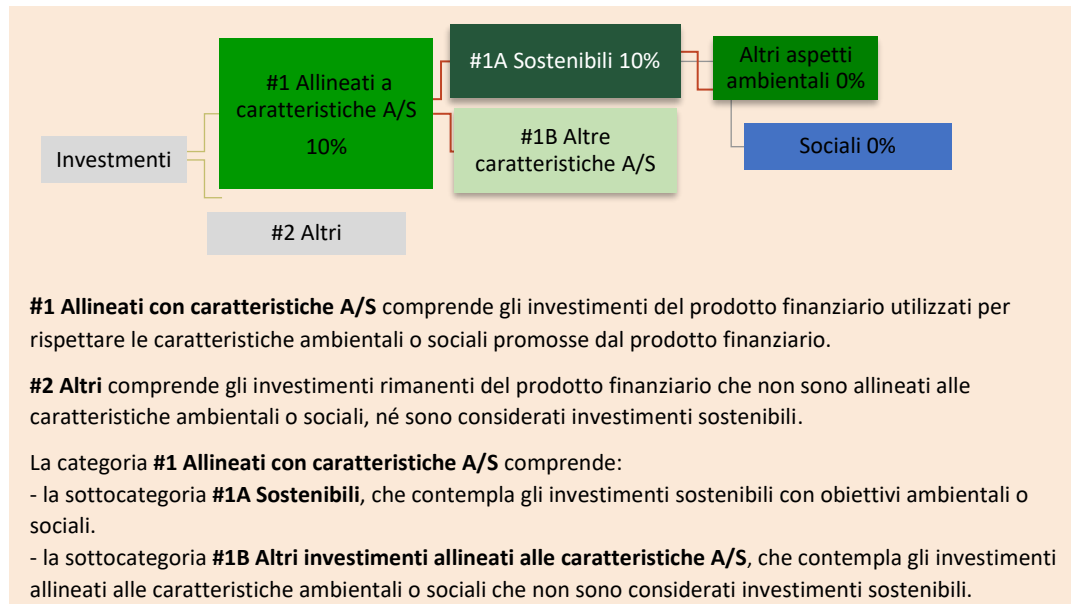 Investmenti
#1 Allineati a
caratteristiche A/S
10%
#2 Altri
#1A Sostenibili 10%
#1B Altre
caratteristiche A/S
Altri aspetti
ambientali 0%
Sociali 0%
#1 Allineati con caratteristiche A/S comprende gli investimenti del prodotto finanziario utilizzati per
rispettare le caratteristiche ambientali o sociali promosse dal prodotto finanziario.
#2 Altri comprende gli investimenti rimanenti del prodotto finanziario che non sono allineati alle
caratteristiche ambientali o sociali, né sono considerati investimenti sostenibili.
La categoria #1 Allineati con caratteristiche A/S comprende:
- la sottocategoria #1A Sostenibili, che contempla gli investimenti sostenibili con obiettivi ambientali o
sociali.
- la sottocategoria #1B Altri investimenti allineati alle caratteristiche A/S, che contempla gli investimenti
allineati alle caratteristiche ambientali o sociali che non sono considerati investimenti sostenibili.